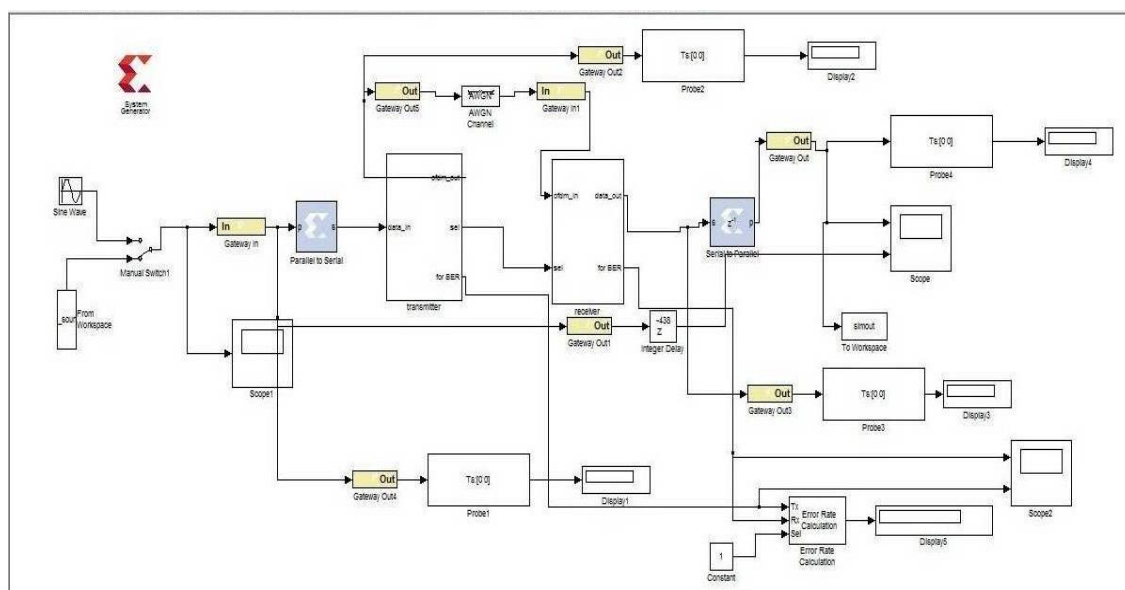 System
Generator
Out
Gateway Out2
Ts:[0 0]
Probe2
Display2
Out
Gateway Out5
AWGN
AWGN
Channel
In
Gateway In1
Out
Gateway Out
Ts:[0 0]
Probe4
Display4
Sine Wave
Manual Switch1
From
Workspace
In
Gateway In
p
s
Parallel to Serial
data_in
ofdm_out
sel
for BER
transmitter
ofdm_in
sel
data_out
for BER
receiver
s
z-1
p
Serial to Parallel
Scope
simout
To Workspace
Out
Gateway Out1
-438
Z
Integer Delay
Scope1
Out
Gateway Out3
Ts:[0 0]
Probe3
Display3
Out
Gateway Out4
Ts:[0 0]
Probe1
Display1
Scope2
Tx
Rx
Sel
Error Rate
Calculation
Error Rate
Calculation
Display5
1
Constant